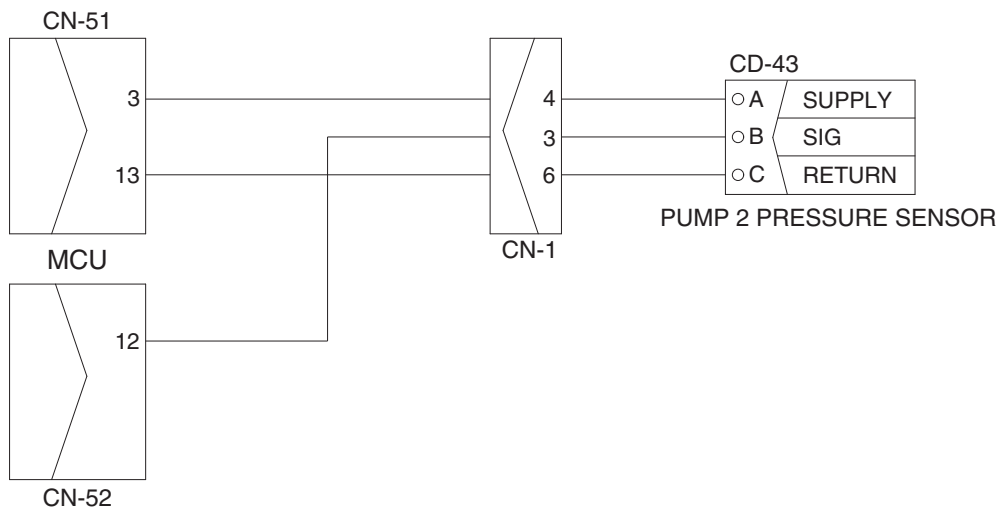 CN-51
3
13
MCU
12
CN-52
4
3
6
CN-1
CD-43
A SUPPLY
B SIG
C RETURN
PUMP 2 PRESSURE SENSOR